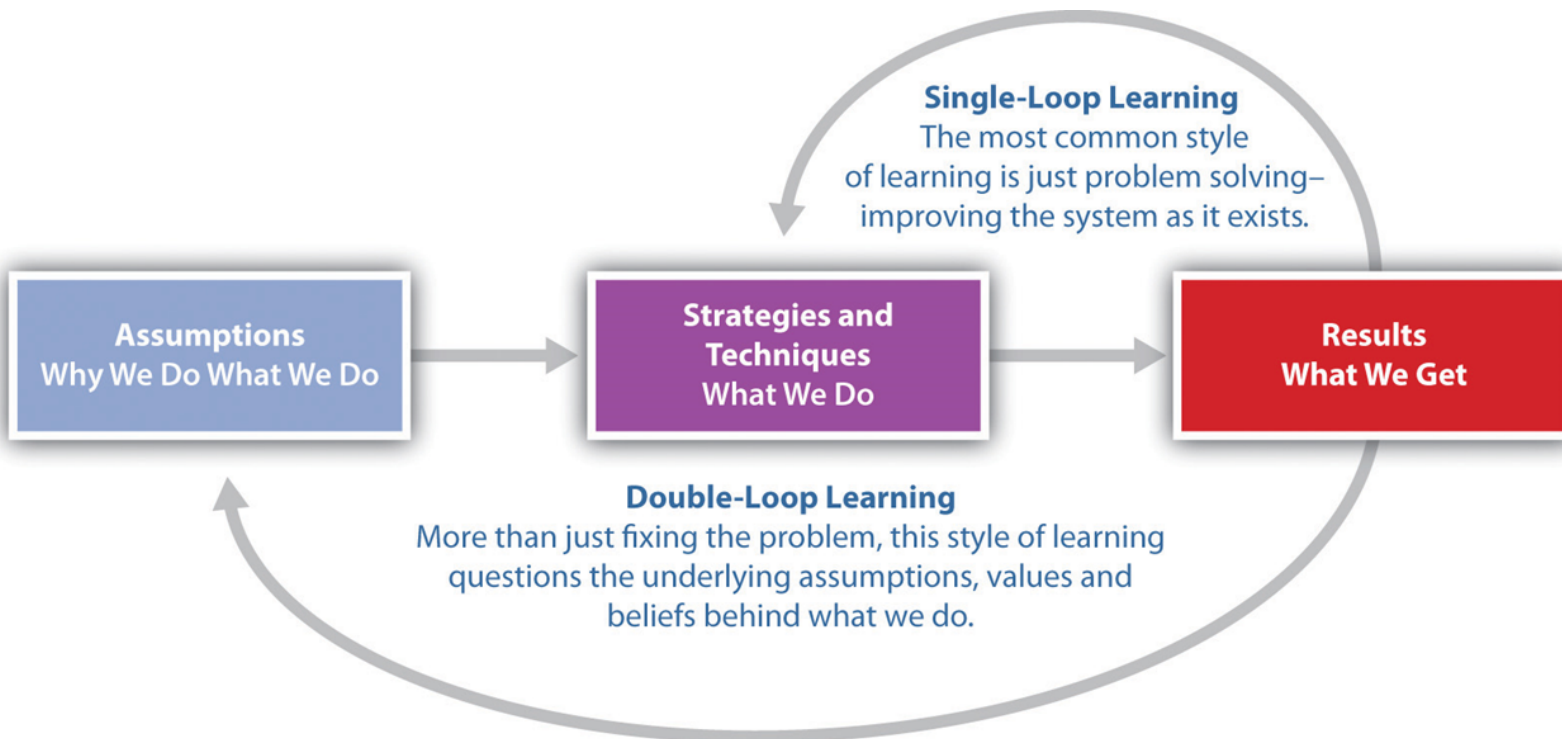 Single-Loop Learning
The most common style
of learning is just problem solving–
improving the system as it exists.
Assumptions
Why We Do What We Do
Strategies and
Techniques
What We Do
Results
What We Get
Double-Loop Learning
More than just fixing the problem, this style of learning
questions the underlying assumptions, values and
beliefs behind what we do.